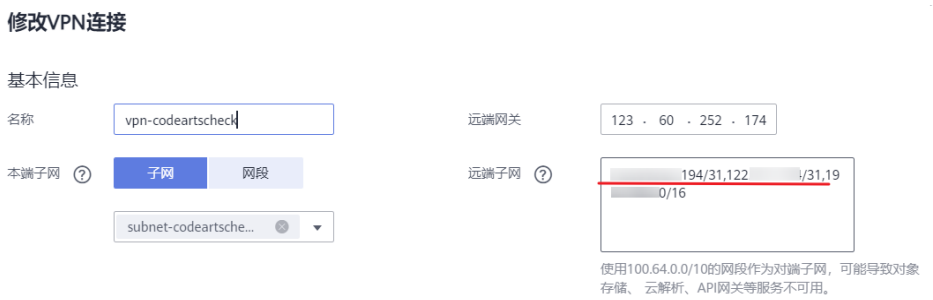 修改VPN连接
基本信息
名称
vpn-codeartscheck
远端网关
123 . 60 . 252 . 174
本端子网 ?
子网
网段
远端子网 ?
194/31,122 /31,19
0/16
subnet-codeartsche...
使用100.64.0.0/10的网段作为对端子网，可能导致对象
存储、 云解析、API网关等服务不可用。